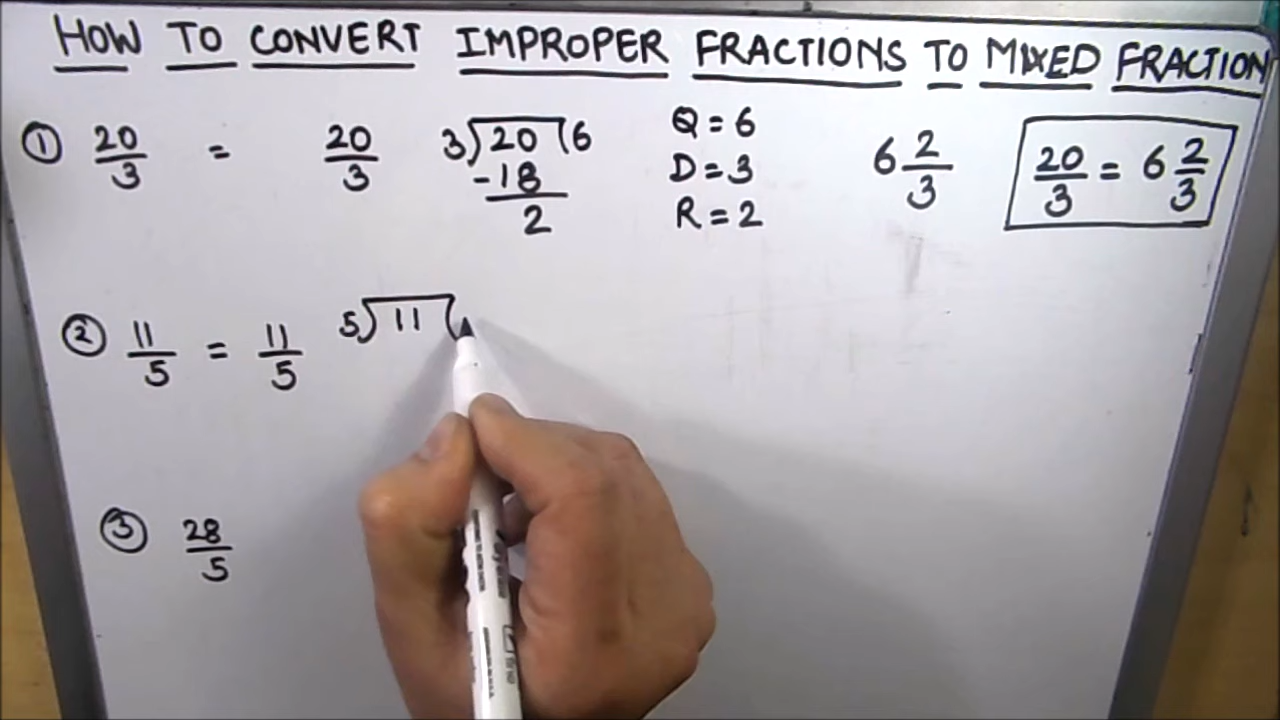 HOW TO CONVERT IMPROPER FRACTIONS TO MIXED FRACTION
① 20/3 = 20/3 3)20(6 Q = 6 6 2/3 20/3 = 6 2/3
-18 D = 3
2 R = 2
② 11/5 = 11/5 5)11(
③ 28/5